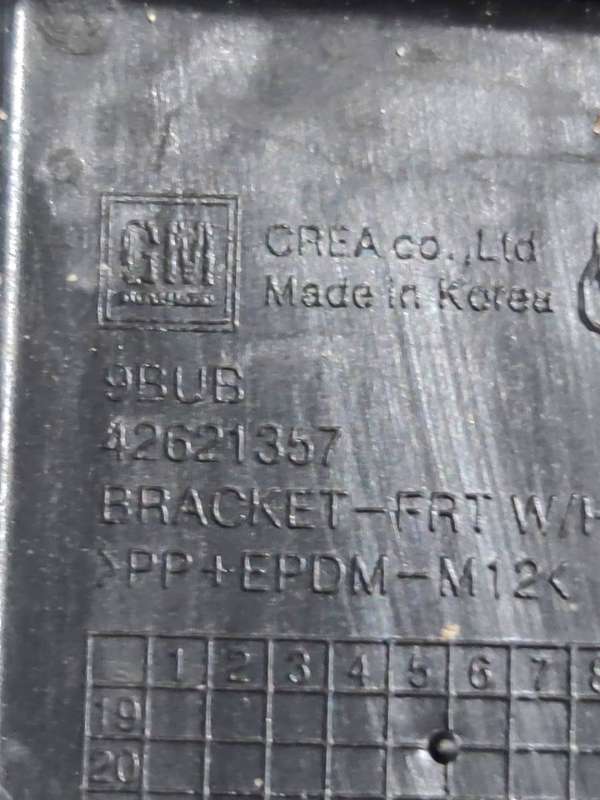 GM
CREA co.,Ltd
Made in Korea
9BUB
42621357
BRACKET-FRT W/H
>PP+EPDM-M12<
1 2 3 4 5 6 7 8
19
20